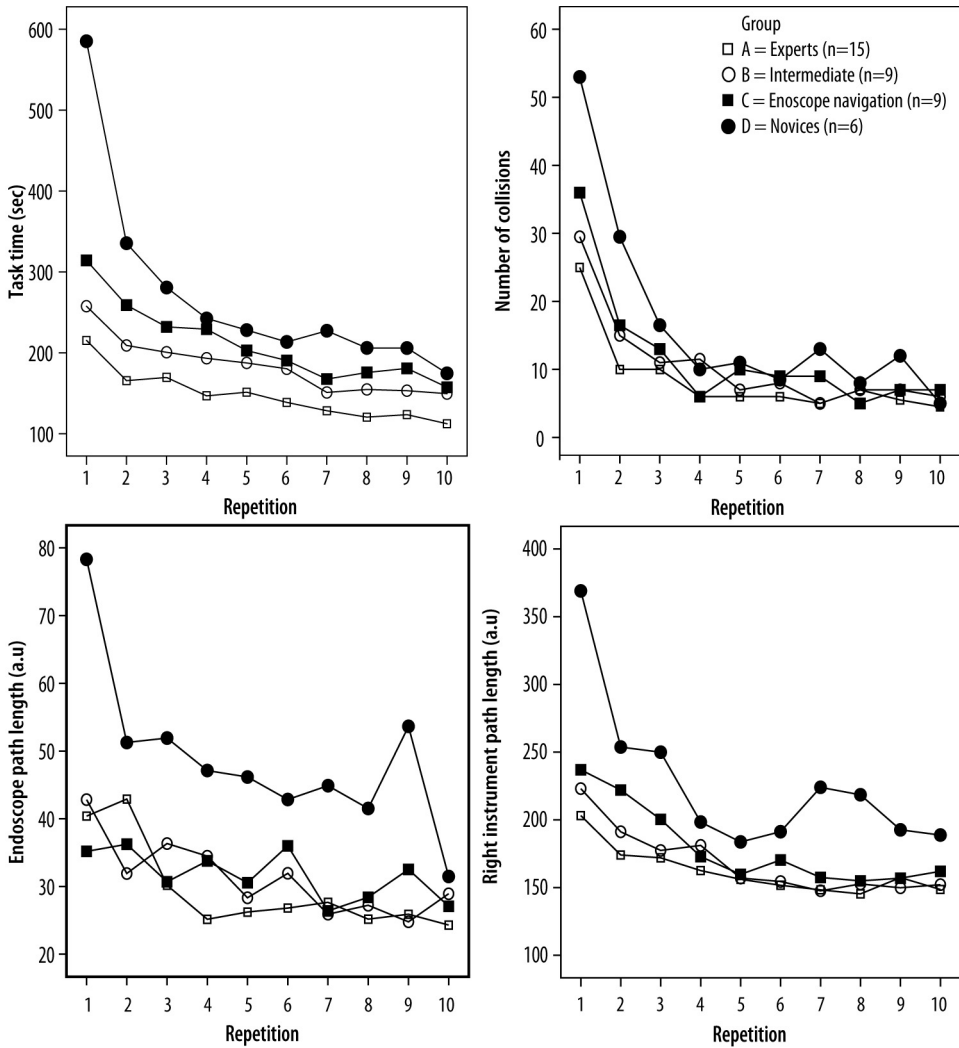 600
500
400
300
200
100
Task time (sec)
1 2 3 4 5 6 7 8 9 10
Repetition
60
50
40
30
20
10
0
Number of collisions
Group
A = Experts (n=15)
B = Intermediate (n=9)
C = Enoscope navigation (n=9)
D = Novices (n=6)
1 2 3 4 5 6 7 8 9 10
Repetition
80
70
60
50
40
30
20
Endoscope path length (a.u)
1 2 3 4 5 6 7 8 9 10
Repetition
400
350
300
250
200
150
100
Right instrument path length (a.u)
1 2 3 4 5 6 7 8 9 10
Repetition